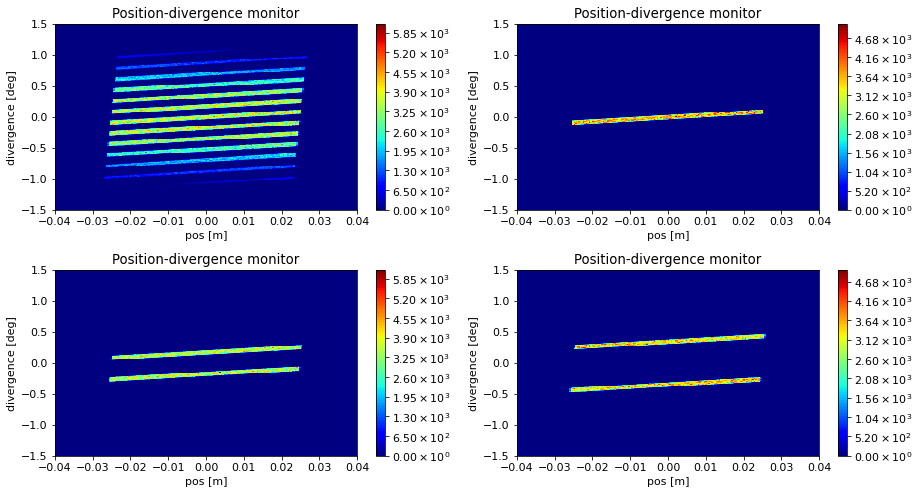 Position-divergence monitor
divergence [deg]
1.5
1.0
0.5
0.0
−0.5
−1.0
−1.5
−0.04 −0.03 −0.02 −0.01 0.00 0.01 0.02 0.03 0.04
pos [m]
5.85 × 10³
5.20 × 10³
4.55 × 10³
3.90 × 10³
3.25 × 10³
2.60 × 10³
1.95 × 10³
1.30 × 10³
6.50 × 10²
0.00 × 10⁰
Position-divergence monitor
divergence [deg]
1.5
1.0
0.5
0.0
−0.5
−1.0
−1.5
−0.04 −0.03 −0.02 −0.01 0.00 0.01 0.02 0.03 0.04
pos [m]
4.68 × 10³
4.16 × 10³
3.64 × 10³
3.12 × 10³
2.60 × 10³
2.08 × 10³
1.56 × 10³
1.04 × 10³
5.20 × 10²
0.00 × 10⁰
Position-divergence monitor
divergence [deg]
1.5
1.0
0.5
0.0
−0.5
−1.0
−1.5
−0.04 −0.03 −0.02 −0.01 0.00 0.01 0.02 0.03 0.04
pos [m]
5.85 × 10³
5.20 × 10³
4.55 × 10³
3.90 × 10³
3.25 × 10³
2.60 × 10³
1.95 × 10³
1.30 × 10³
6.50 × 10²
0.00 × 10⁰
Position-divergence monitor
divergence [deg]
1.5
1.0
0.5
0.0
−0.5
−1.0
−1.5
−0.04 −0.03 −0.02 −0.01 0.00 0.01 0.02 0.03 0.04
pos [m]
4.68 × 10³
4.16 × 10³
3.64 × 10³
3.12 × 10³
2.60 × 10³
2.08 × 10³
1.56 × 10³
1.04 × 10³
5.20 × 10²
0.00 × 10⁰